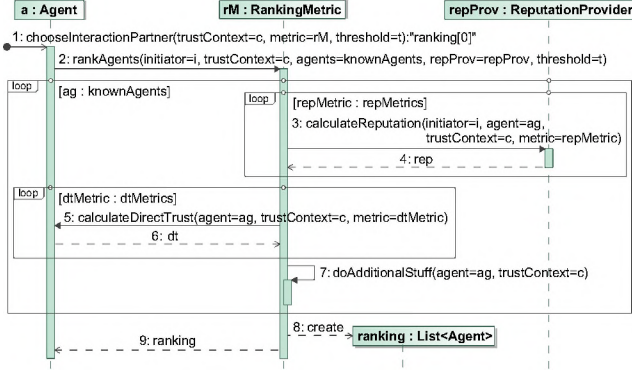 a : Agent
rM : RankingMetric
repProv : ReputationProvider
1: chooseInteractionPartner(trustContext=c, metric=rM, threshold=t):"ranking[0]"
2: rankAgents(initiator=i, trustContext=c, agents=knownAgents, repProv=repProv, threshold=t)
loop
[ag : knownAgents]
loop
[repMetric : repMetrics]
3: calculateReputation(initiator=i, agent=ag,
trustContext=c, metric=repMetric)
4: rep
loop
[dtMetric : dtMetrics]
5: calculateDirectTrust(agent=ag, trustContext=c, metric=dtMetric)
6: dt
7: doAdditionalStuff(agent=ag, trustContext=c)
8: create
ranking : List<Agent>
9: ranking